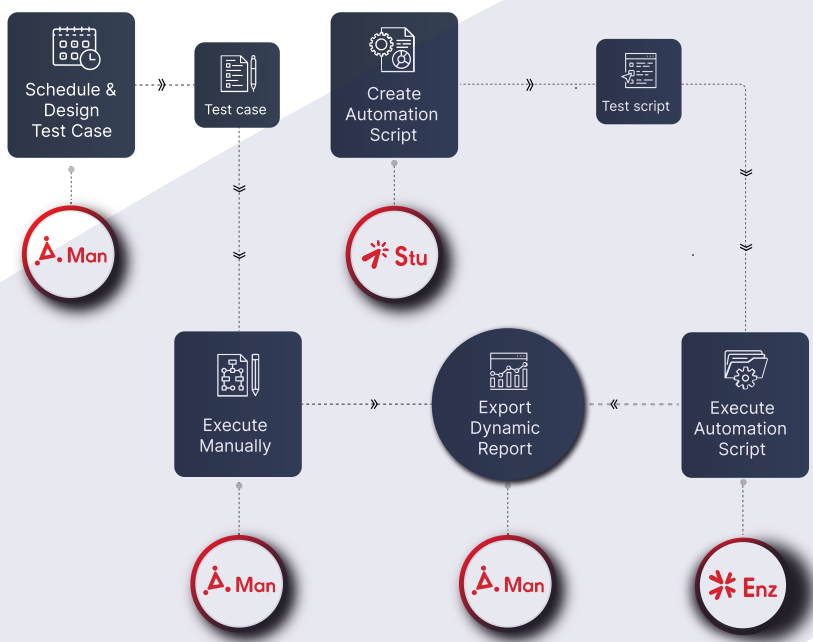 Schedule &
Design
Test Case
Test case
Create
Automation
Script
Test script
Man
Stu
Execute
Manually
Export
Dynamic
Report
Execute
Automation
Script
Man
Man
Enz